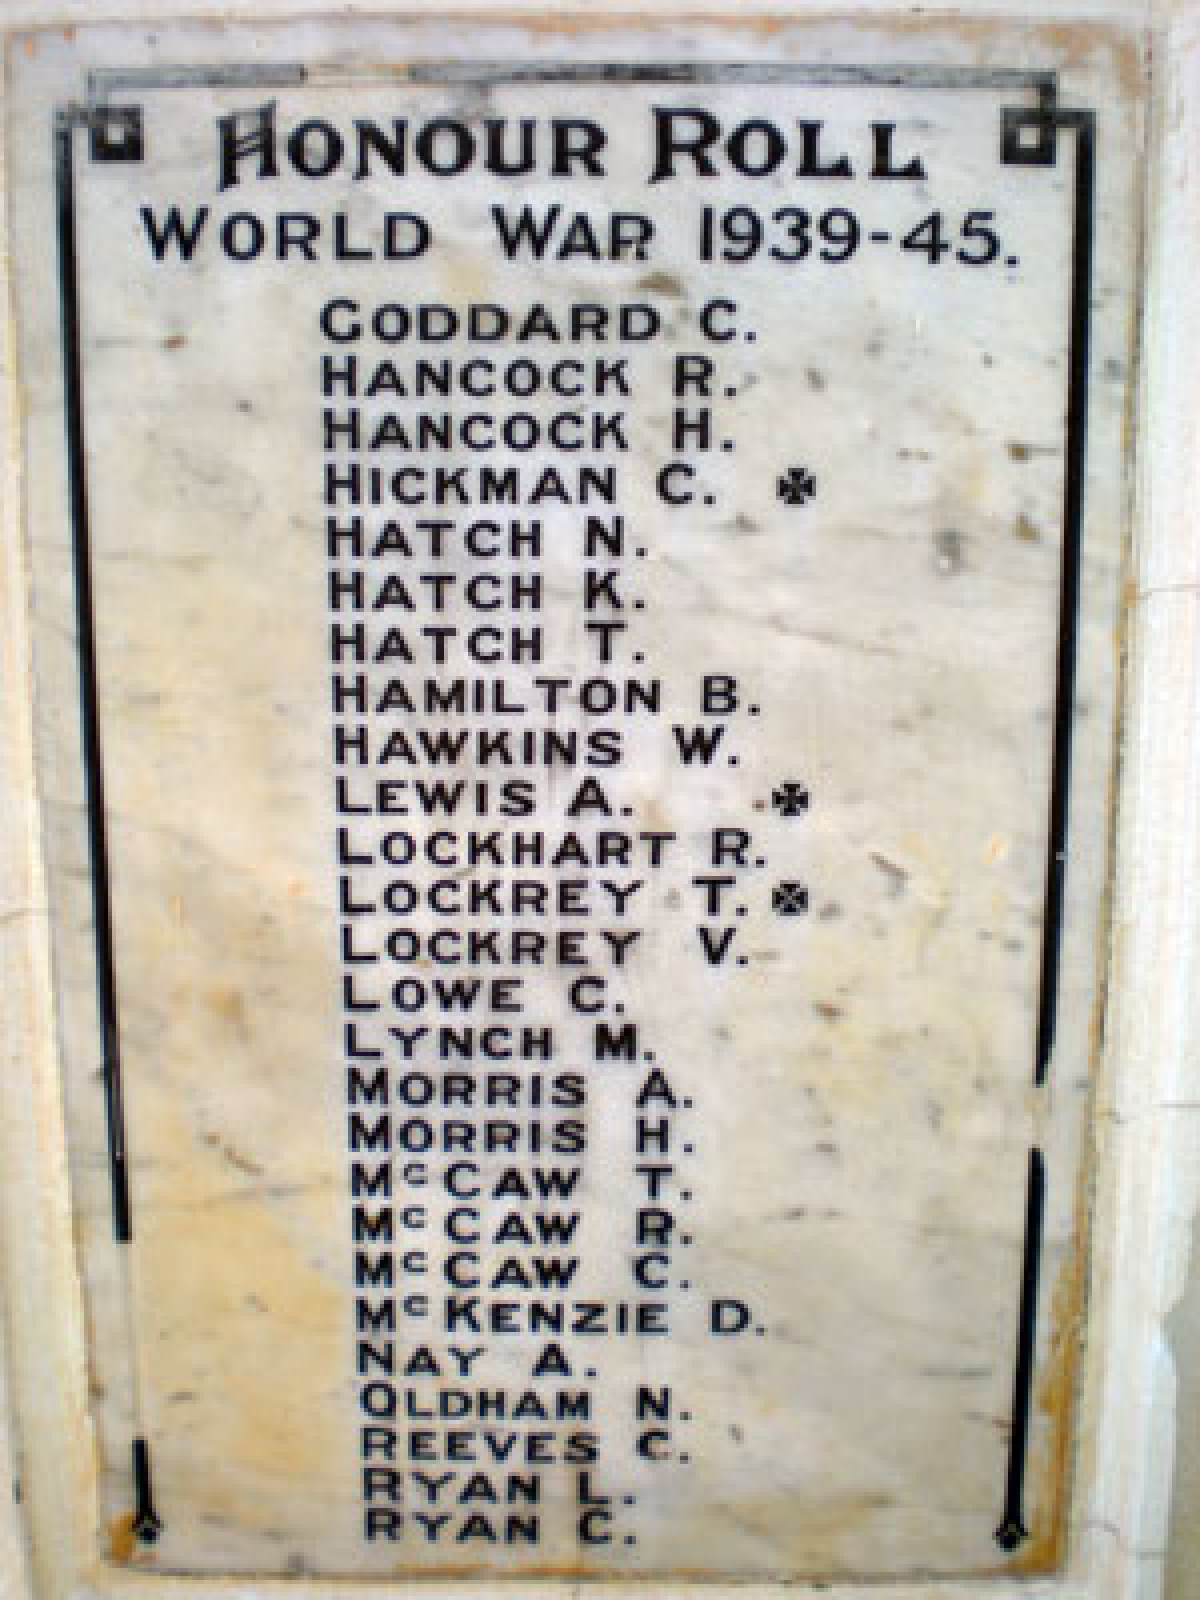 HONOUR ROLL
WORLD WAR 1939-45.
GODDARD C.
HANCOCK R.
HANCOCK H.
HICKMAN C. ✠
HATCH N.
HATCH K.
HATCH T.
HAMILTON B.
HAWKINS W.
LEWIS A. ✠
LOCKHART R.
LOCKREY T. ✠
LOCKREY V.
LOWE C.
LYNCH M.
MORRIS A.
MORRIS H.
McCAW T.
McCAW R.
McCAW C.
McKENZIE D.
NAY A.
OLDHAM N.
REEVES C.
RYAN L.
RYAN C.